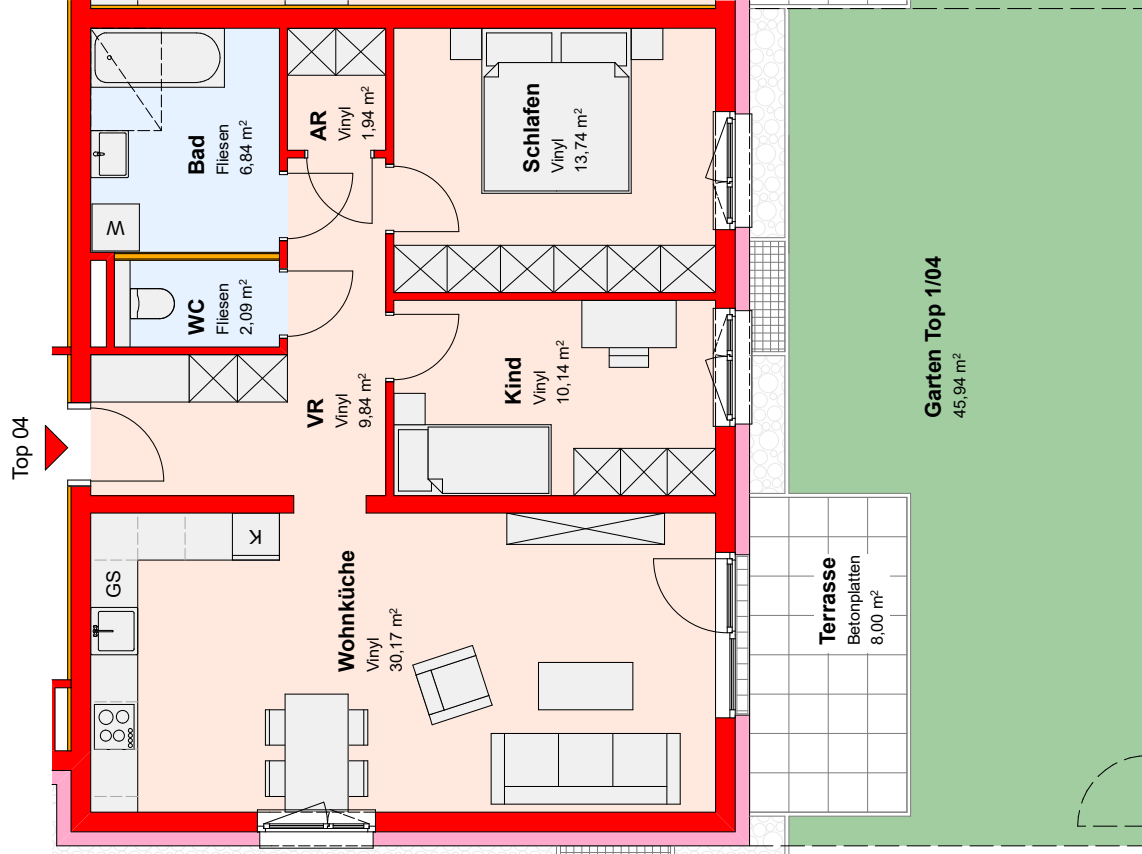 Top 04
Bad
Fliesen
6,84 m²
W
AR
Vinyl
1,94 m²
Schlafen
Vinyl
13,74 m²
WC
Fliesen
2,09 m²
VR
Vinyl
9,84 m²
Kind
Vinyl
10,14 m²
Garten Top 1/04
45,94 m²
GS
K
Wohnküche
Vinyl
30,17 m²
Terrasse
Betonplatten
8,00 m²